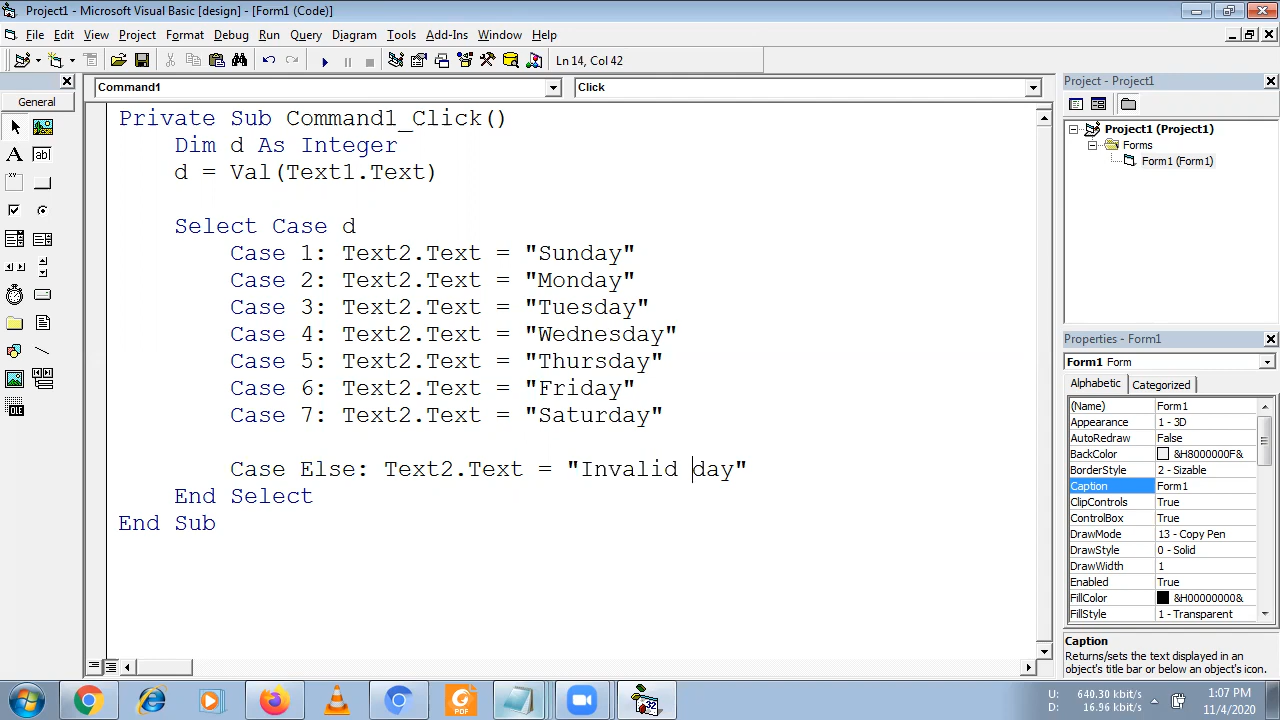 Project1 - Microsoft Visual Basic [design] - [Form1 (Code)]
File Edit View Project Format Debug Run Query Diagram Tools Add-Ins Window Help
Ln 14, Col 42
General
Command1 Click
Private Sub Command1_Click()
Dim d As Integer
d = Val(Text1.Text)
Select Case d
Case 1: Text2.Text = "Sunday"
Case 2: Text2.Text = "Monday"
Case 3: Text2.Text = "Tuesday"
Case 4: Text2.Text = "Wednesday"
Case 5: Text2.Text = "Thursday"
Case 6: Text2.Text = "Friday"
Case 7: Text2.Text = "Saturday"
Case Else: Text2.Text = "Invalid day"
End Select
End Sub
Project - Project1
Project1 (Project1)
Forms
Form1 (Form1)
Properties - Form1
Form1 Form
Alphabetic Categorized
(Name) Form1
Appearance 1 - 3D
AutoRedraw False
BackColor &H8000000F&
BorderStyle 2 - Sizable
Caption Form1
ClipControls True
ControlBox True
DrawMode 13 - Copy Pen
DrawStyle 0 - Solid
DrawWidth 1
Enabled True
FillColor &H00000000&
FillStyle 1 - Transparent
Caption
Returns/sets the text displayed in an
object's title bar or below an object's icon.
U: 640.30 kbit/s
D: 16.96 kbit/s
1:07 PM
11/4/2020